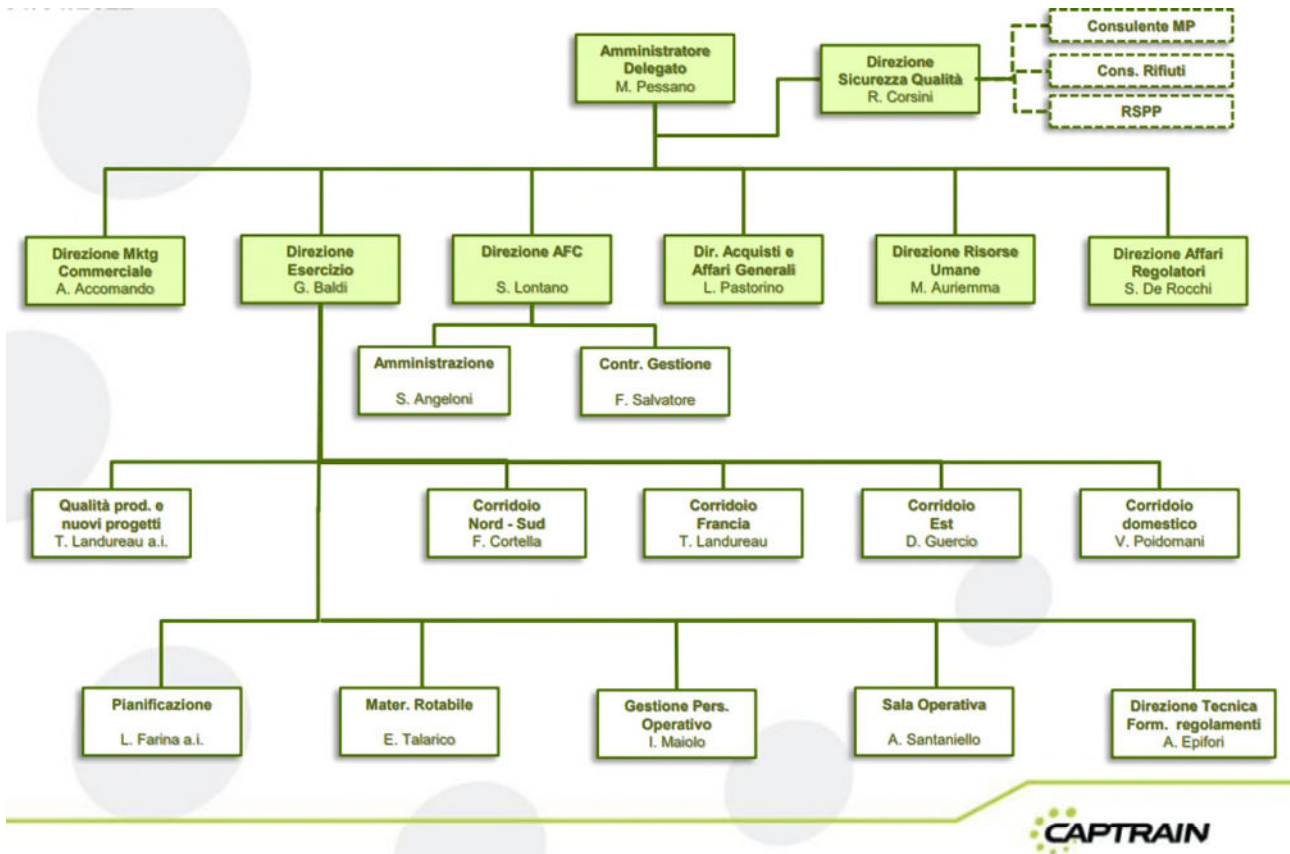 Amministratore
Delegato
M. Pessano
Direzione
Sicurezza Qualità
R. Corsini
Consulente MP
Cons. Rifiuti
RSPP
Direzione Mktg
Commerciale
A. Accomando
Direzione
Esercizio
G. Baldi
Direzione AFC
S. Lontano
Dir. Acquisti e
Affari Generali
L. Pastorino
Direzione Risorse
Umane
M. Auriemma
Direzione Affari
Regolatori
S. De Rocchi
Amministrazione
S. Angeloni
Contr. Gestione
F. Salvatore
Qualità prod. e
nuovi progetti
T. Landureau a.i.
Corridoio
Nord - Sud
F. Cortella
Corridoio
Francia
T. Landureau
Corridoio
Est
D. Guercio
Corridoio
domestico
V. Poidomani
Pianificazione
L. Farina a.i.
Mater. Rotabile
E. Talarico
Gestione Pers.
Operativo
I. Maiolo
Sala Operativa
A. Santaniello
Direzione Tecnica
Form. regolamenti
A. Epifori
CAPTRAIN